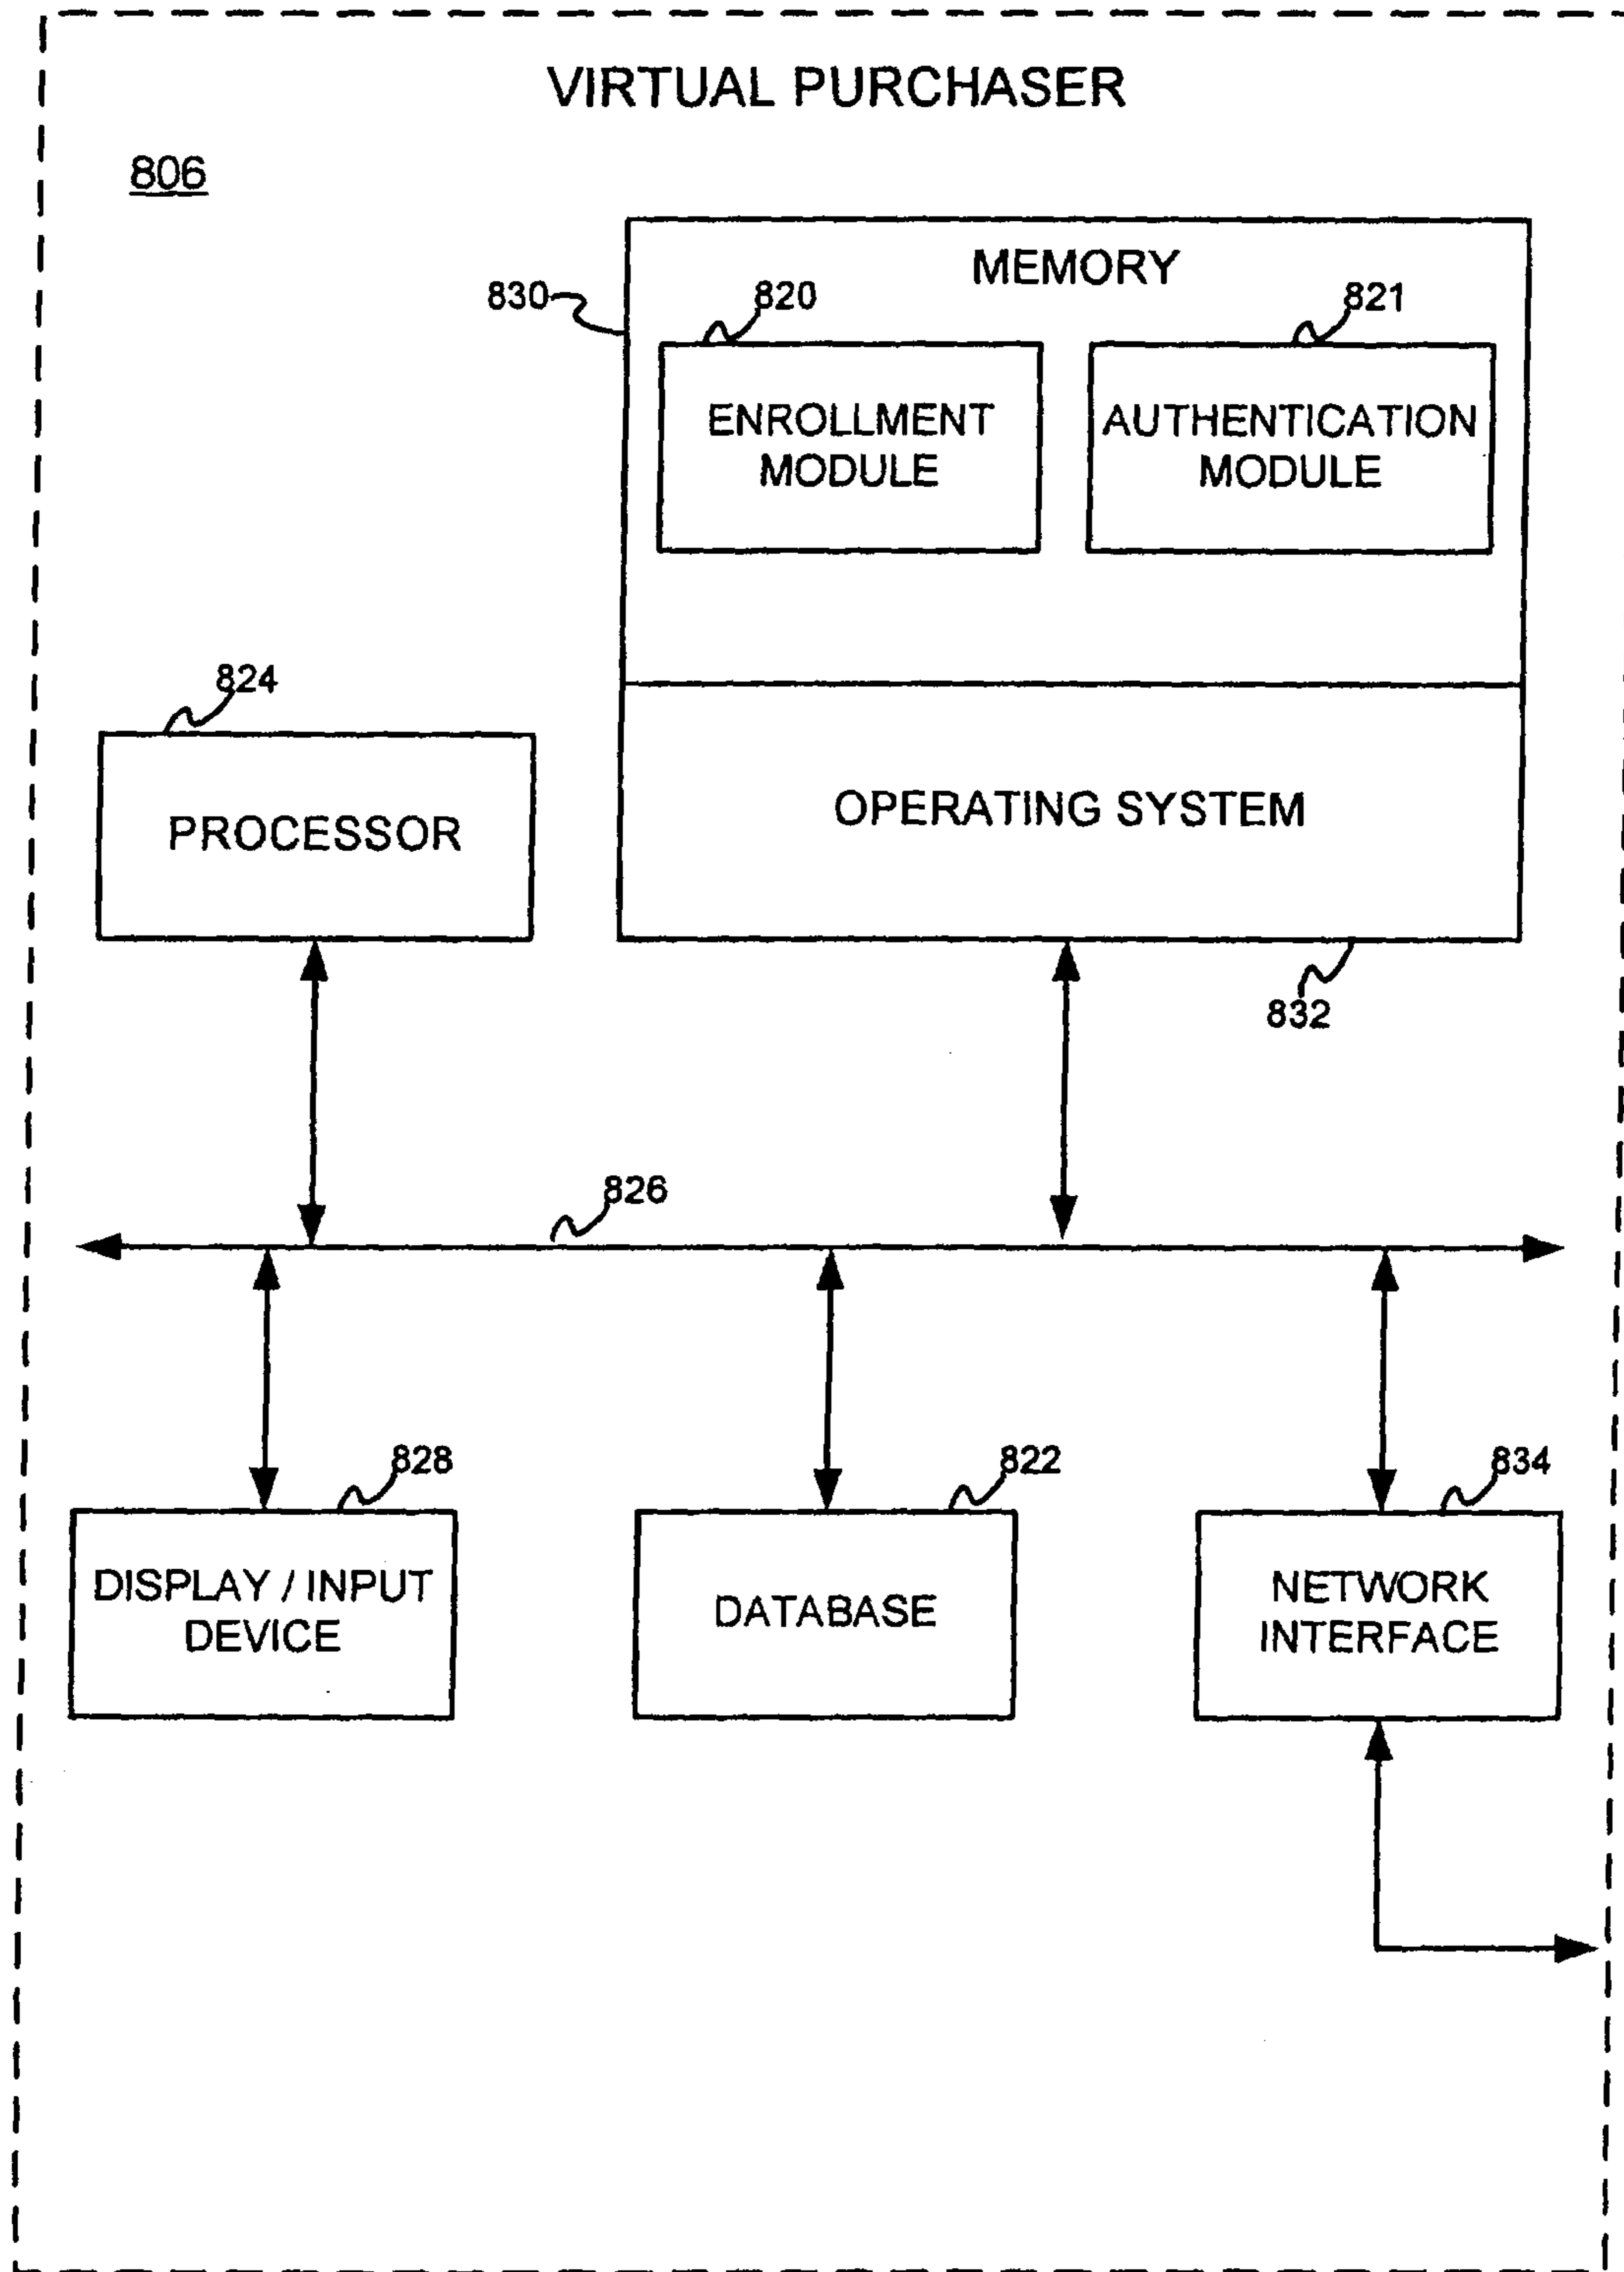 VIRTUAL PURCHASER
806
MEMORY
830
820
821
ENROLLMENT
MODULE
AUTHENTICATION
MODULE
824
PROCESSOR
OPERATING SYSTEM
832
826
828
822
834
DISPLAY / INPUT
DEVICE
DATABASE
NETWORK
INTERFACE